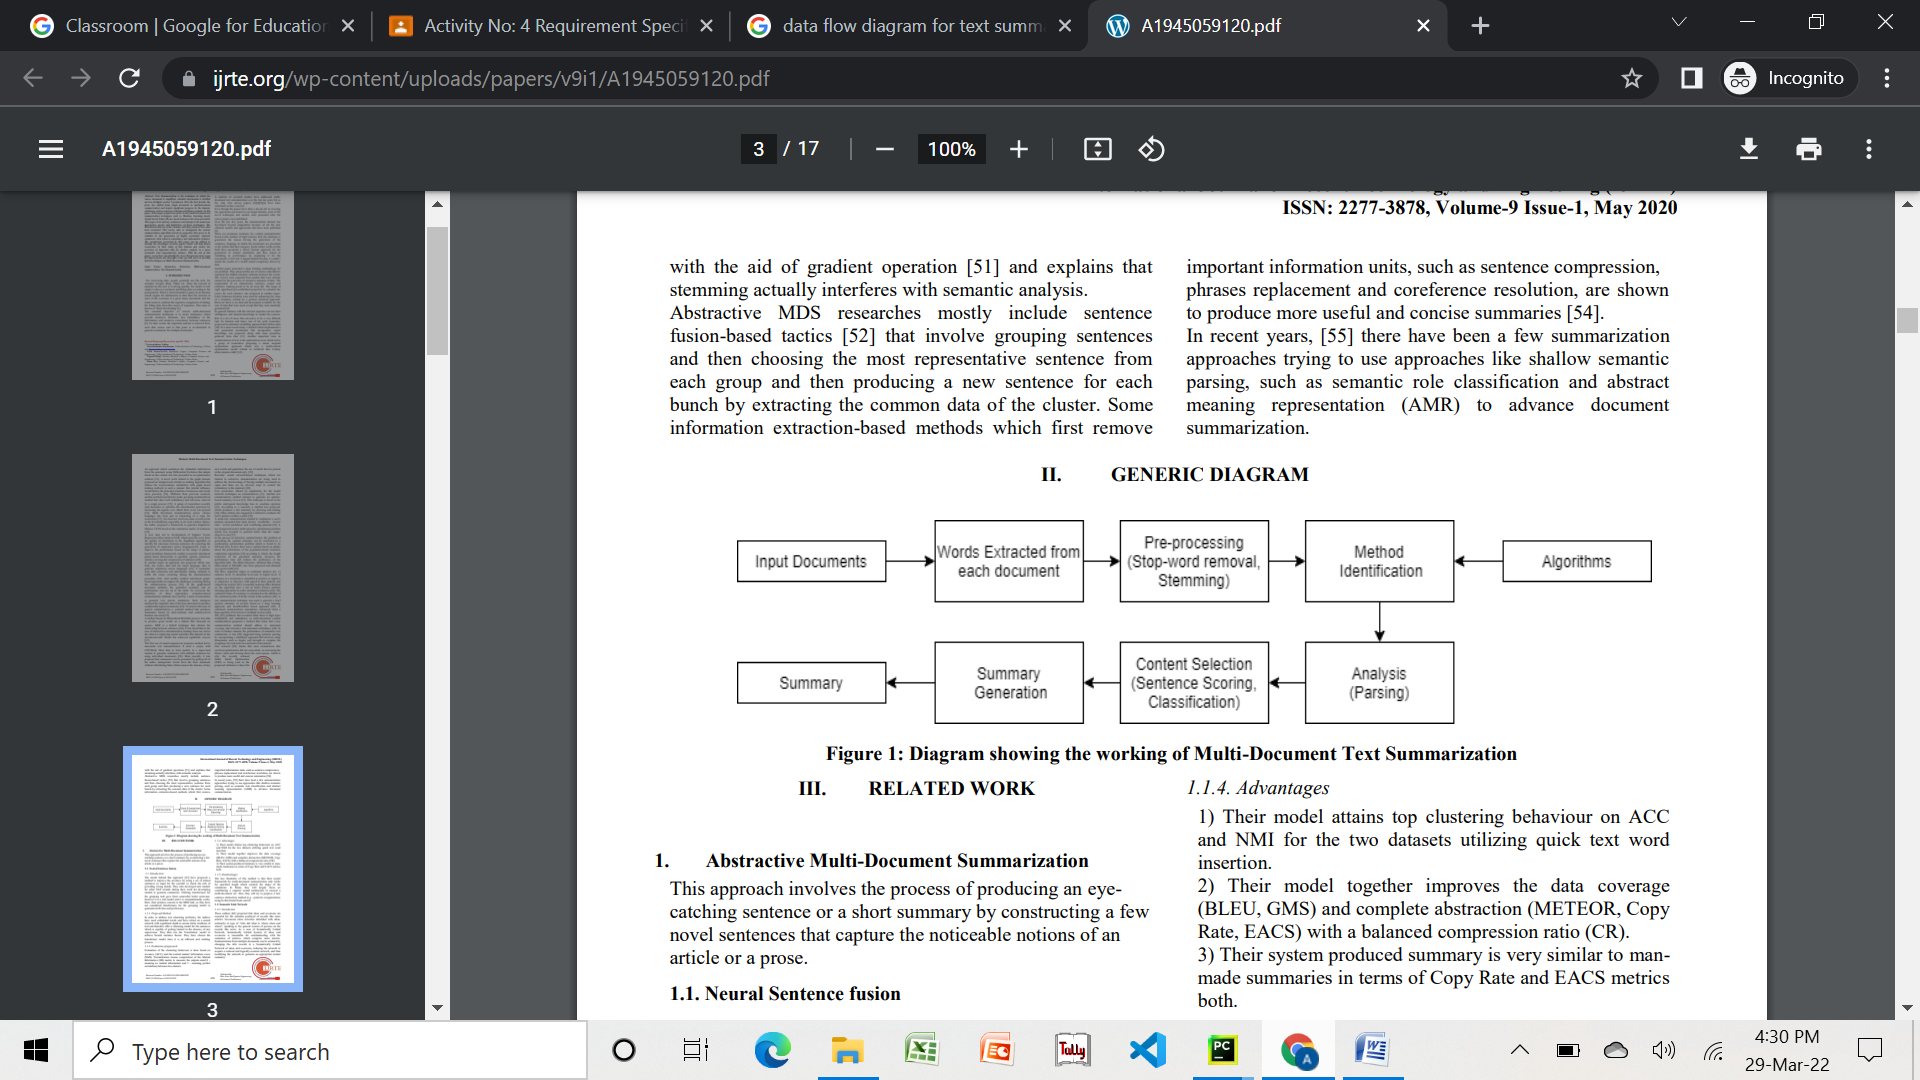 Classroom | Google for Education
Activity No: 4 Requirement Speci
data flow diagram for text summ
A1945059120.pdf
ijrte.org/wp-content/uploads/papers/v9i1/A1945059120.pdf
Incognito
A1945059120.pdf
3 / 17
100%
1
2
3
ISSN: 2277-3878, Volume-9 Issue-1, May 2020
with the aid of gradient operation [51] and explains that
stemming actually interferes with semantic analysis.
Abstractive MDS researches mostly include sentence
fusion-based tactics [52] that involve grouping sentences
and then choosing the most representative sentence from
each group and then producing a new sentence for each
bunch by extracting the common data of the cluster. Some
information extraction-based methods which first remove
important information units, such as sentence compression,
phrases replacement and coreference resolution, are shown
to produce more useful and concise summaries [54].
In recent years, [55] there have been a few summarization
approaches trying to use approaches like shallow semantic
parsing, such as semantic role classification and abstract
meaning representation (AMR) to advance document
summarization.
II. GENERIC DIAGRAM
Input Documents
Words Extracted from
each document
Pre-processing
(Stop-word removal,
Stemming)
Method
Identification
Algorithms
Summary
Summary
Generation
Content Selection
(Sentence Scoring,
Classification)
Analysis
(Parsing)
Figure 1: Diagram showing the working of Multi-Document Text Summarization
III. RELATED WORK
1. Abstractive Multi-Document Summarization
This approach involves the process of producing an eye-
catching sentence or a short summary by constructing a few
novel sentences that capture the noticeable notions of an
article or a prose.
1.1. Neural Sentence fusion
1.1.4. Advantages
1) Their model attains top clustering behaviour on ACC
and NMI for the two datasets utilizing quick text word
insertion.
2) Their model together improves the data coverage
(BLEU, GMS) and complete abstraction (METEOR, Copy
Rate, EACS) with a balanced compression ratio (CR).
3) Their system produced summary is very similar to man-
made summaries in terms of Copy Rate and EACS metrics
both.
Type here to search
Tally
PC
A
4:30 PM
29-Mar-22